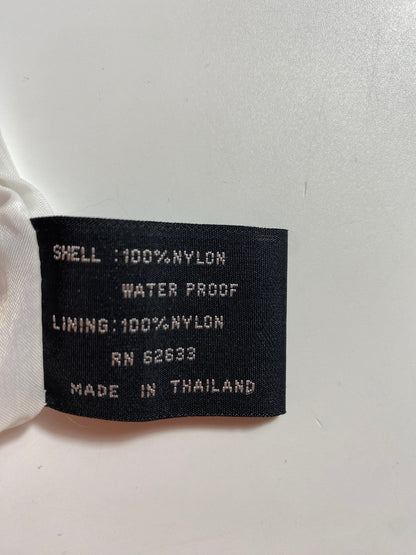 SHELL :100%NYLON
WATER PROOF
LINING:100%NYLON
RN 62633
MADE IN THAILAND